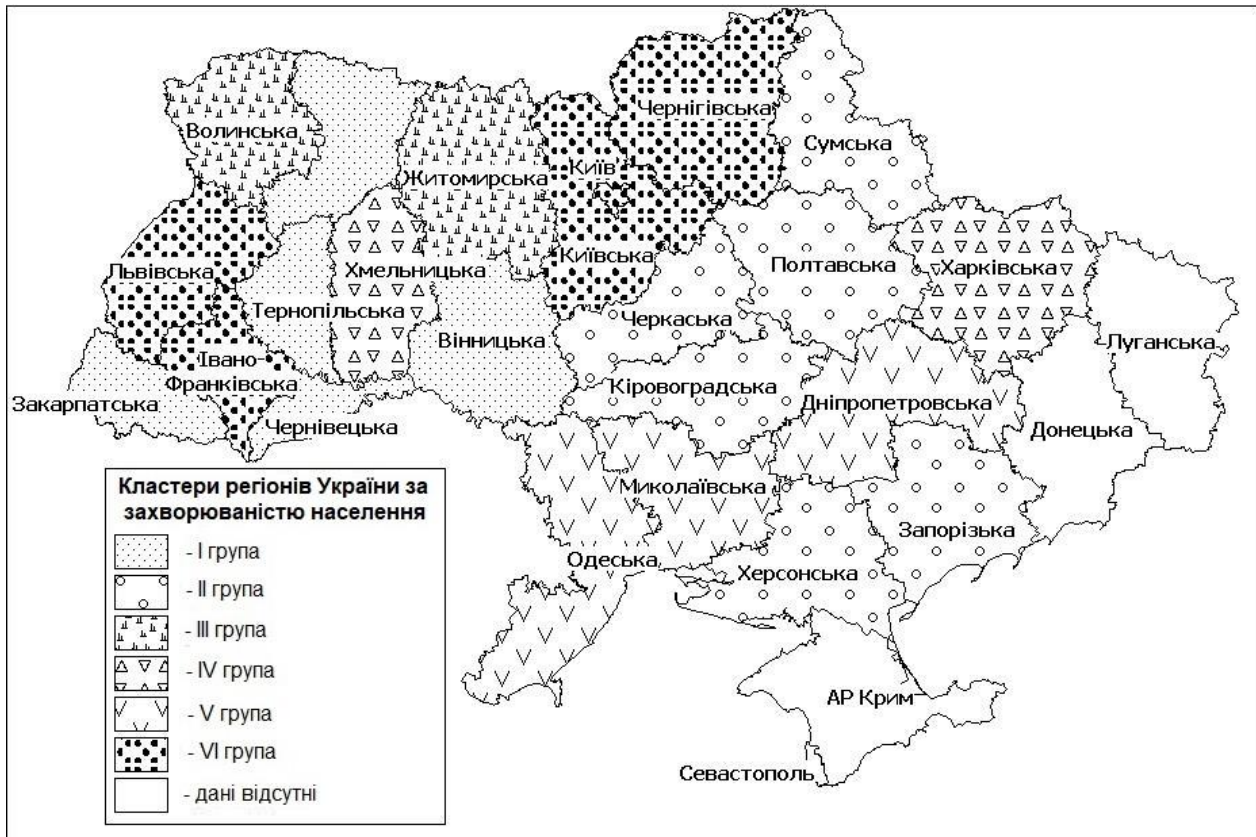 Чернігівська
Волинська
Київ
Сумська
Житомирська
Львівська
Хмельницька
Київська
Полтавська
Харківська
Тернопільська
Черкаська
Вінницька
Луганська
Івано-
Франківська
Кіровоградська
Закарпатська
Дніпропетровська
Чернівецька
Донецька
Миколаївська
Запорізька
Одеська
Херсонська
АР Крим
Севастополь
Кластери регіонів України за
захворюваністю населення
- І група
- ІІ група
- ІІІ група
- IV група
- V група
- VI група
- дані відсутні